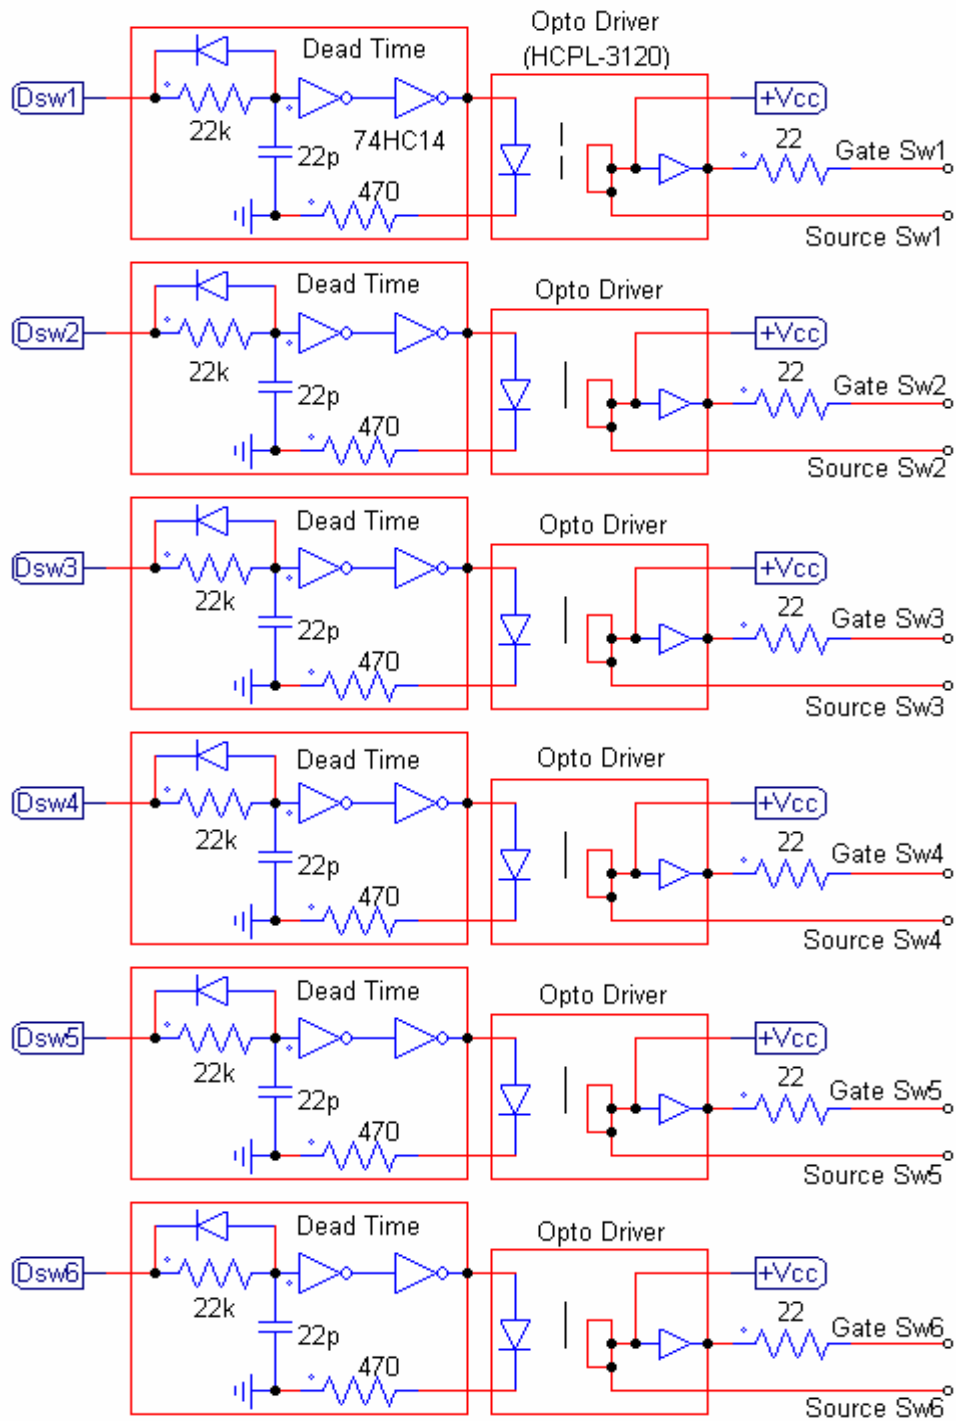 Opto Driver
(HCPL-3120)
Dead Time
Dsw1
22k
22p
74HC14
470
+Vcc
22
Gate Sw1
Source Sw1
Dead Time
Opto Driver
Dsw2
22k
22p
470
+Vcc
22
Gate Sw2
Source Sw2
Dead Time
Opto Driver
Dsw3
22k
22p
470
+Vcc
22
Gate Sw3
Source Sw3
Dead Time
Opto Driver
Dsw4
22k
22p
470
+Vcc
22
Gate Sw4
Source Sw4
Dead Time
Opto Driver
Dsw5
22k
22p
470
+Vcc
22
Gate Sw5
Source Sw5
Dead Time
Opto Driver
Dsw6
22k
22p
470
+Vcc
22
Gate Sw6
Source Sw6